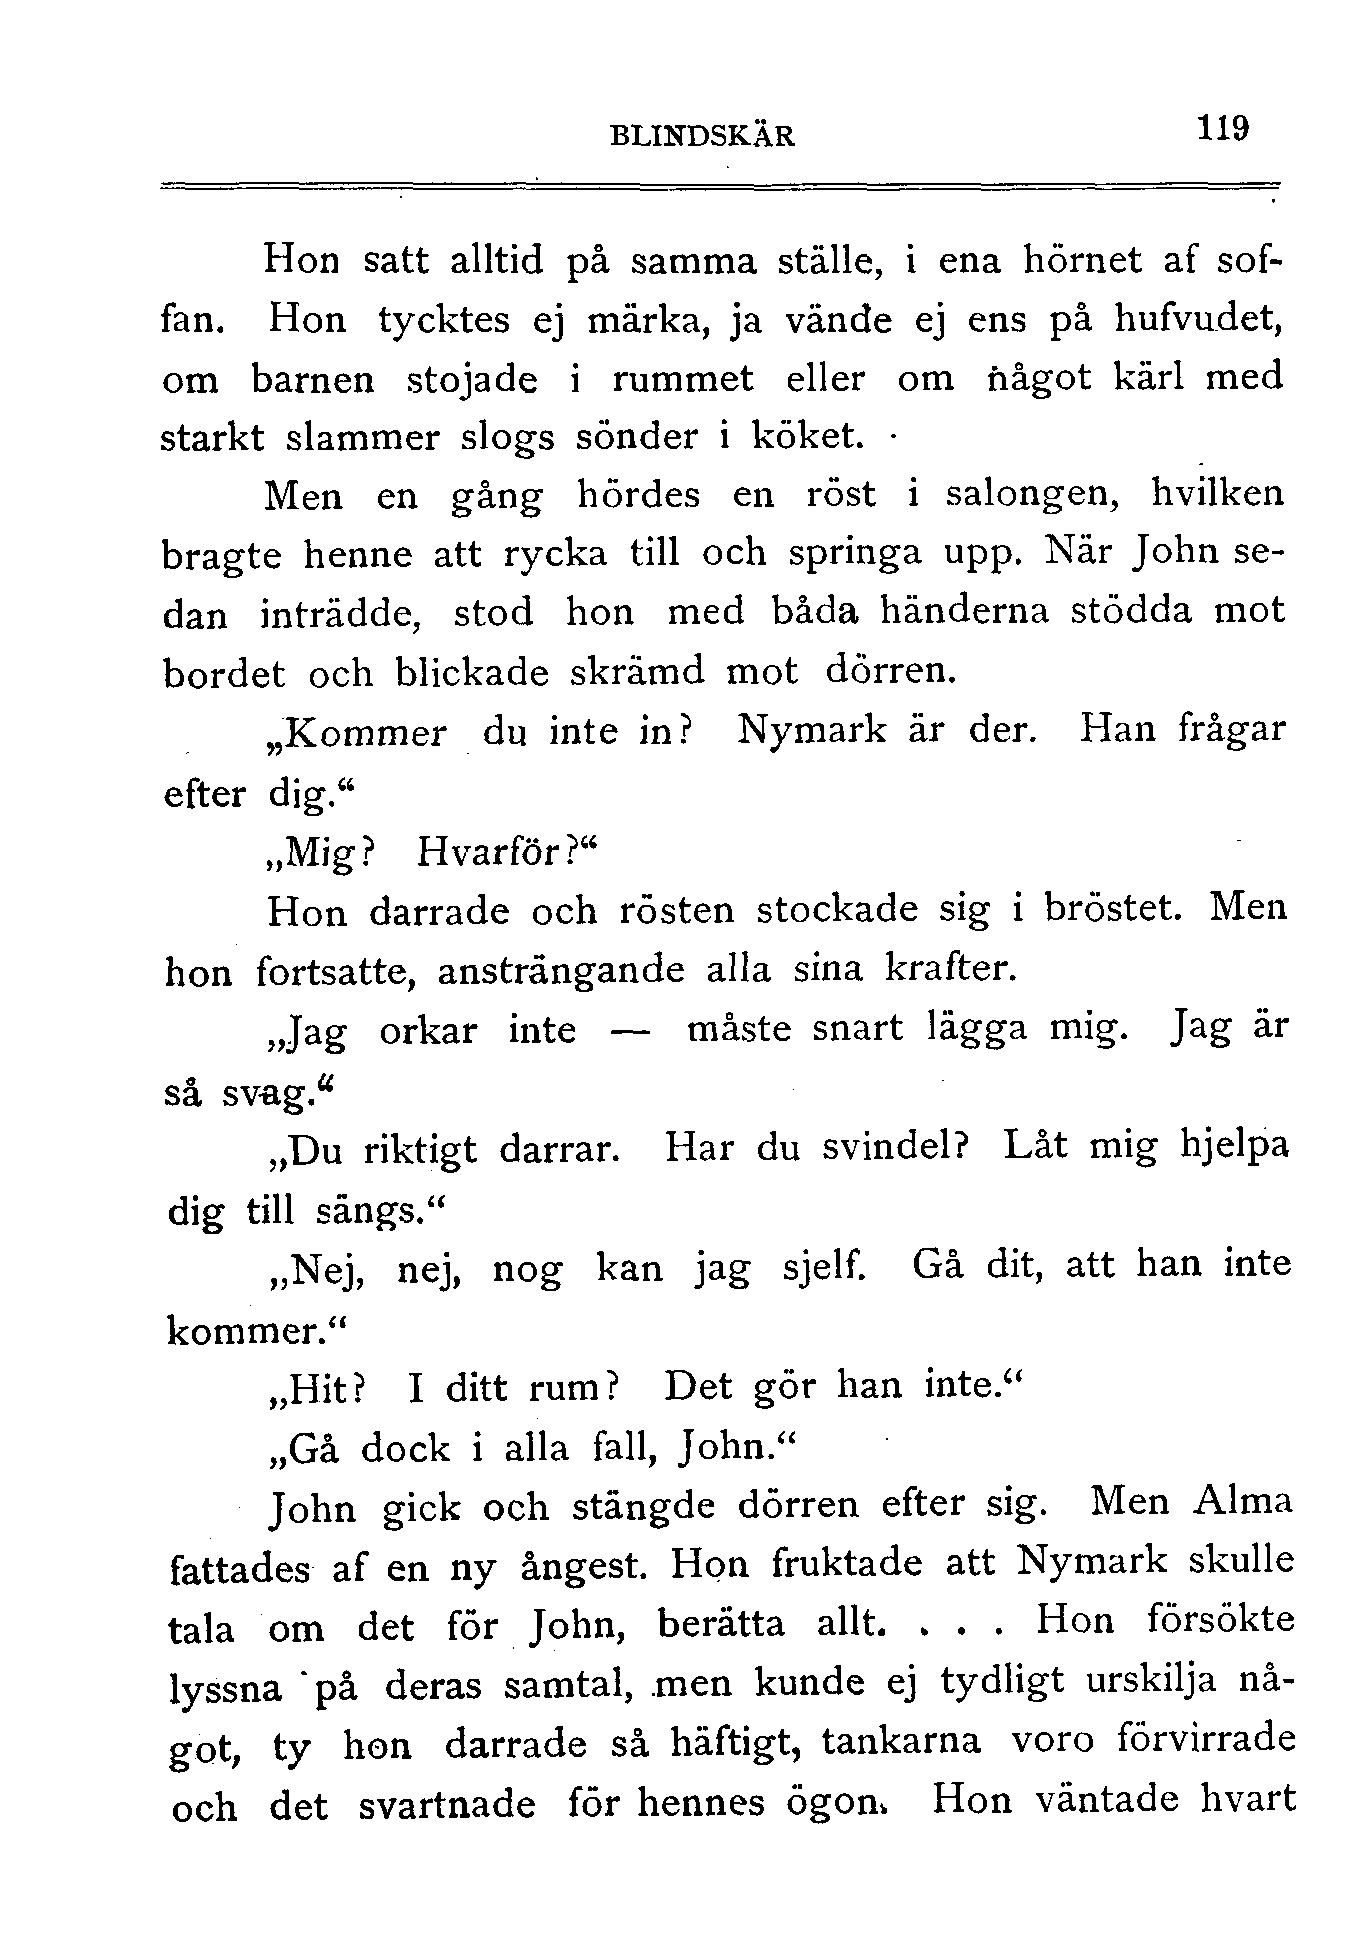 BLINDSKÄR 119
Hon satt alltid på samma ställe, i ena hörnet af sof-
fan. Hon tycktes ej märka, ja vände ej ens på hufvudet,
om barnen stojade i rummet eller om något kärl med
starkt slammer slogs sönder i köket.
Men en gång hördes en röst i salongen, hvilken
bragte henne att rycka till och springa upp. När John se-
dan inträdde, stod hon med båda händerna stödda mot
bordet och blickade skrämd mot dörren.
„Kommer du inte in? Nymark är der. Han frågar
efter dig.“
„Mig? Hvarför?“
Hon darrade och rösten stockade sig i bröstet. Men
hon fortsatte, ansträngande alla sina krafter.
„Jag orkar inte — måste snart lägga mig. Jag är
så svag.“
„Du riktigt darrar. Har du svindel? Låt mig hjelpa
dig till sängs.“
„Nej, nej, nog kan jag sjelf. Gå dit, att han inte
kommer.“
„Hit? I ditt rum? Det gör han inte.“
„Gå dock i alla fall, John.“
John gick och stängde dörren efter sig. Men Alma
fattades af en ny ångest. Hon fruktade att Nymark skulle
tala om det för John, berätta allt. . . . Hon försökte
lyssna på deras samtal, men kunde ej tydligt urskilja nå-
got, ty hon darrade så häftigt, tankarna voro förvirrade
och det svartnade för hennes ögon. Hon väntade hvart